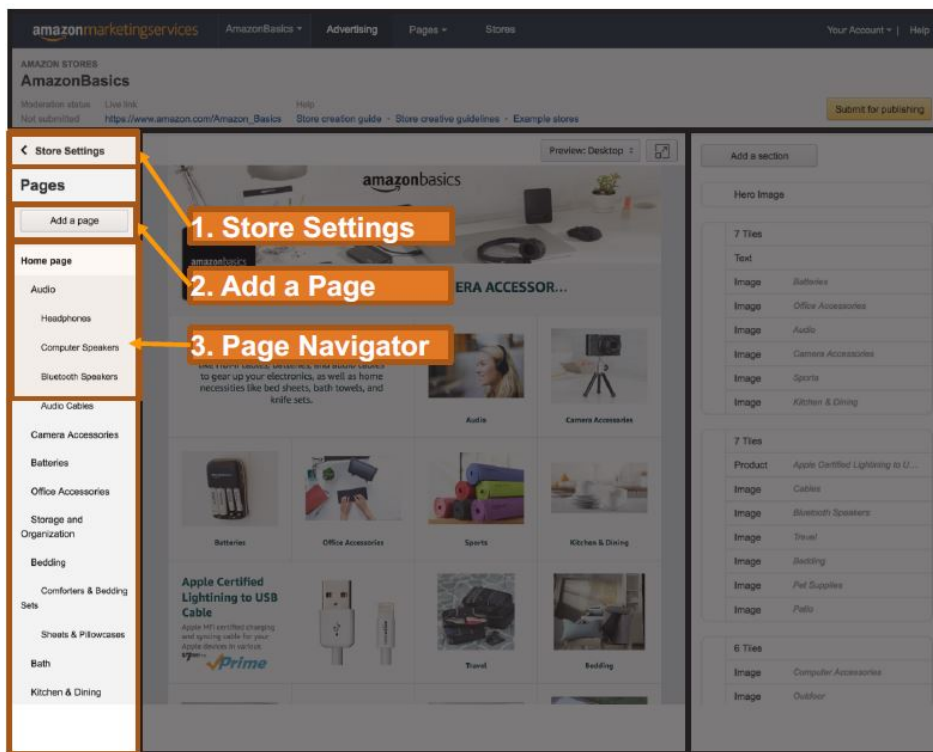 amazonmarketingservices AmazonBasics Advertising Pages Stores Your Account | Help
AMAZON STORES
AmazonBasics
Moderation status Live link Help
Not submitted https://www.amazon.com/Amazon_Basics Store creation guide - Store creative guidelines - Example stores
Submit for publishing
< Store Settings
Pages
Add a page
Home page
Audio
Headphones
Computer Speakers
Bluetooth Speakers
Audio Cables
Camera Accessories
Batteries
Office Accessories
Storage and
Organization
Bedding
Comforters & Bedding
Sets
Sheets & Pillowcases
Bath
Kitchen & Dining
Preview: Desktop
amazonbasics
1. Store Settings
amazonbasics
2. Add a Page
ERA ACCESSOR...
3. Page Navigator
to gear up your electronics, as well as home
necessities like bed sheets, bath towels, and
knife sets.
Audio
Camera Accessories
Batteries
Office Accessories
Sports
Kitchen & Dining
Apple Certified
Lightining to USB
Cable
Apple MFi certified charging
and syncing cable for your
Apple devices in various
Prime
Travel
Bedding
Add a section
Hero Image
7 Tiles
Text
Image Batteries
Image Office Accessories
Image Audio
Image Camera Accessories
Image Sports
Image Kitchen & Dining
7 Tiles
Product Apple Certified Lightining to U...
Image Cables
Image Bluetooth Speakers
Image Travel
Image Bedding
Image Pet Supplies
Image Patio
6 Tiles
Image Computer Accessories
Image Outdoor